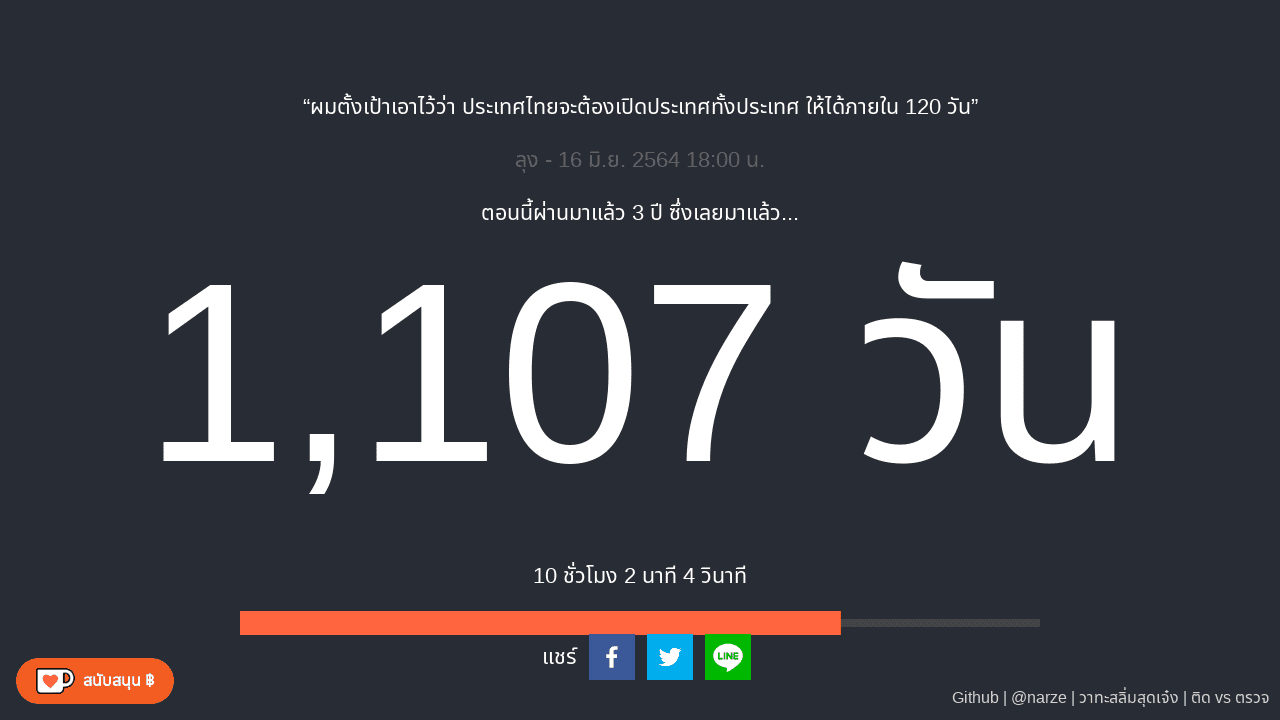 “ผมตั้งเป้าเอาไว้ว่า ประเทศไทยจะต้องเปิดประเทศทั้งประเทศ ให้ได้ภายใน 120 วัน”
ลุง - 16 มิ.ย. 2564 18:00 น.
ตอนนี้ผ่านมาแล้ว 3 ปี ซึ่งเลยมาแล้ว...
1,107 วัน
10 ชั่วโมง 2 นาที 4 วินาที
แชร์
LINE
สนับสนุน ฿
Github | @narze | วาทะสลิ่มสุดเจ๋ง | ติด vs ตรวจ